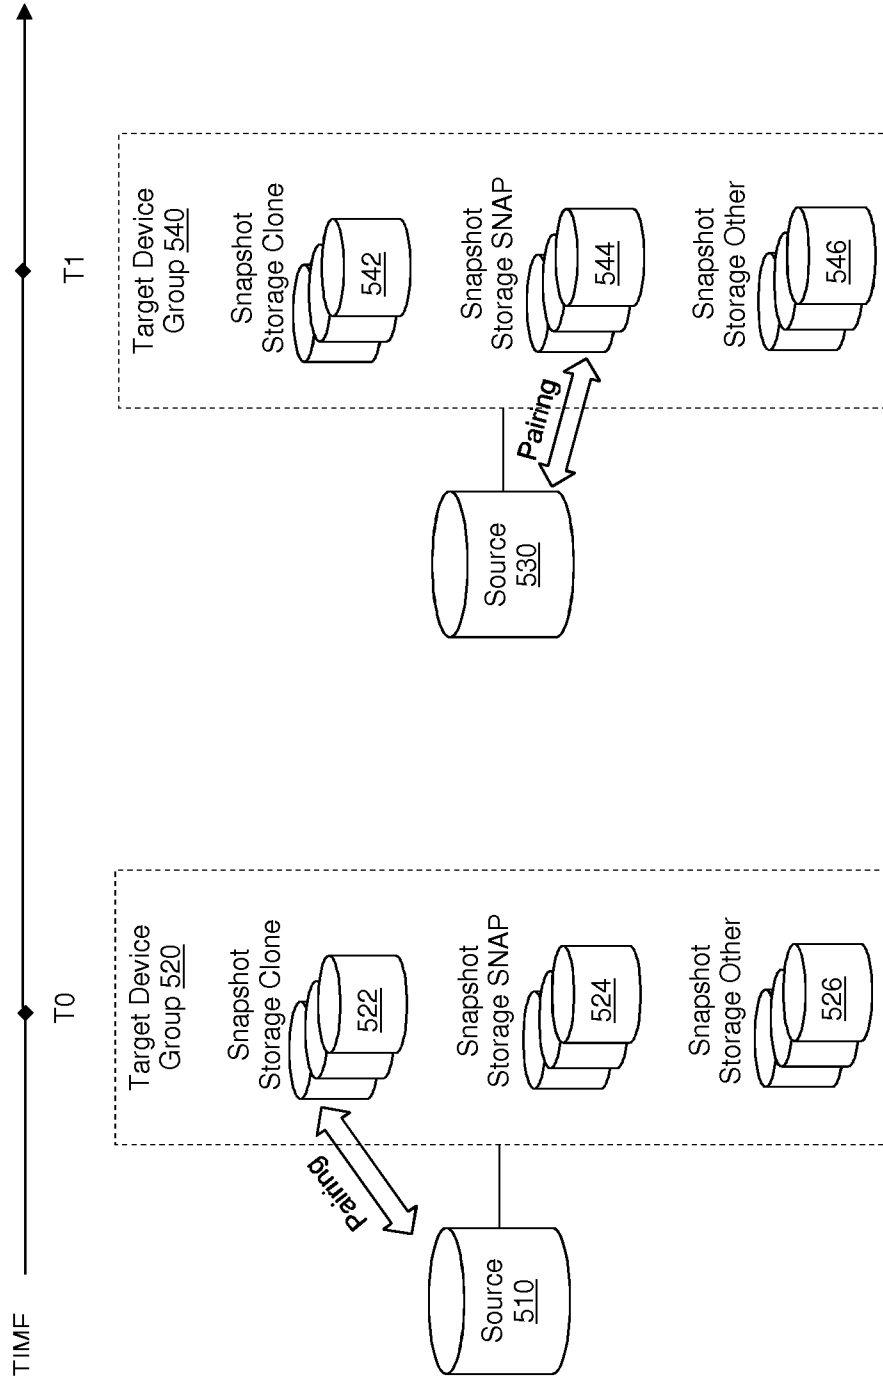 TIMF
T0
T1
Target Device
Group 520
Snapshot
Storage Clone
522
Pairing
Source
510
Snapshot
Storage SNAP
524
Snapshot
Storage Other
526
Target Device
Group 540
Snapshot
Storage Clone
542
Pairing
Source
530
Snapshot
Storage SNAP
544
Snapshot
Storage Other
546